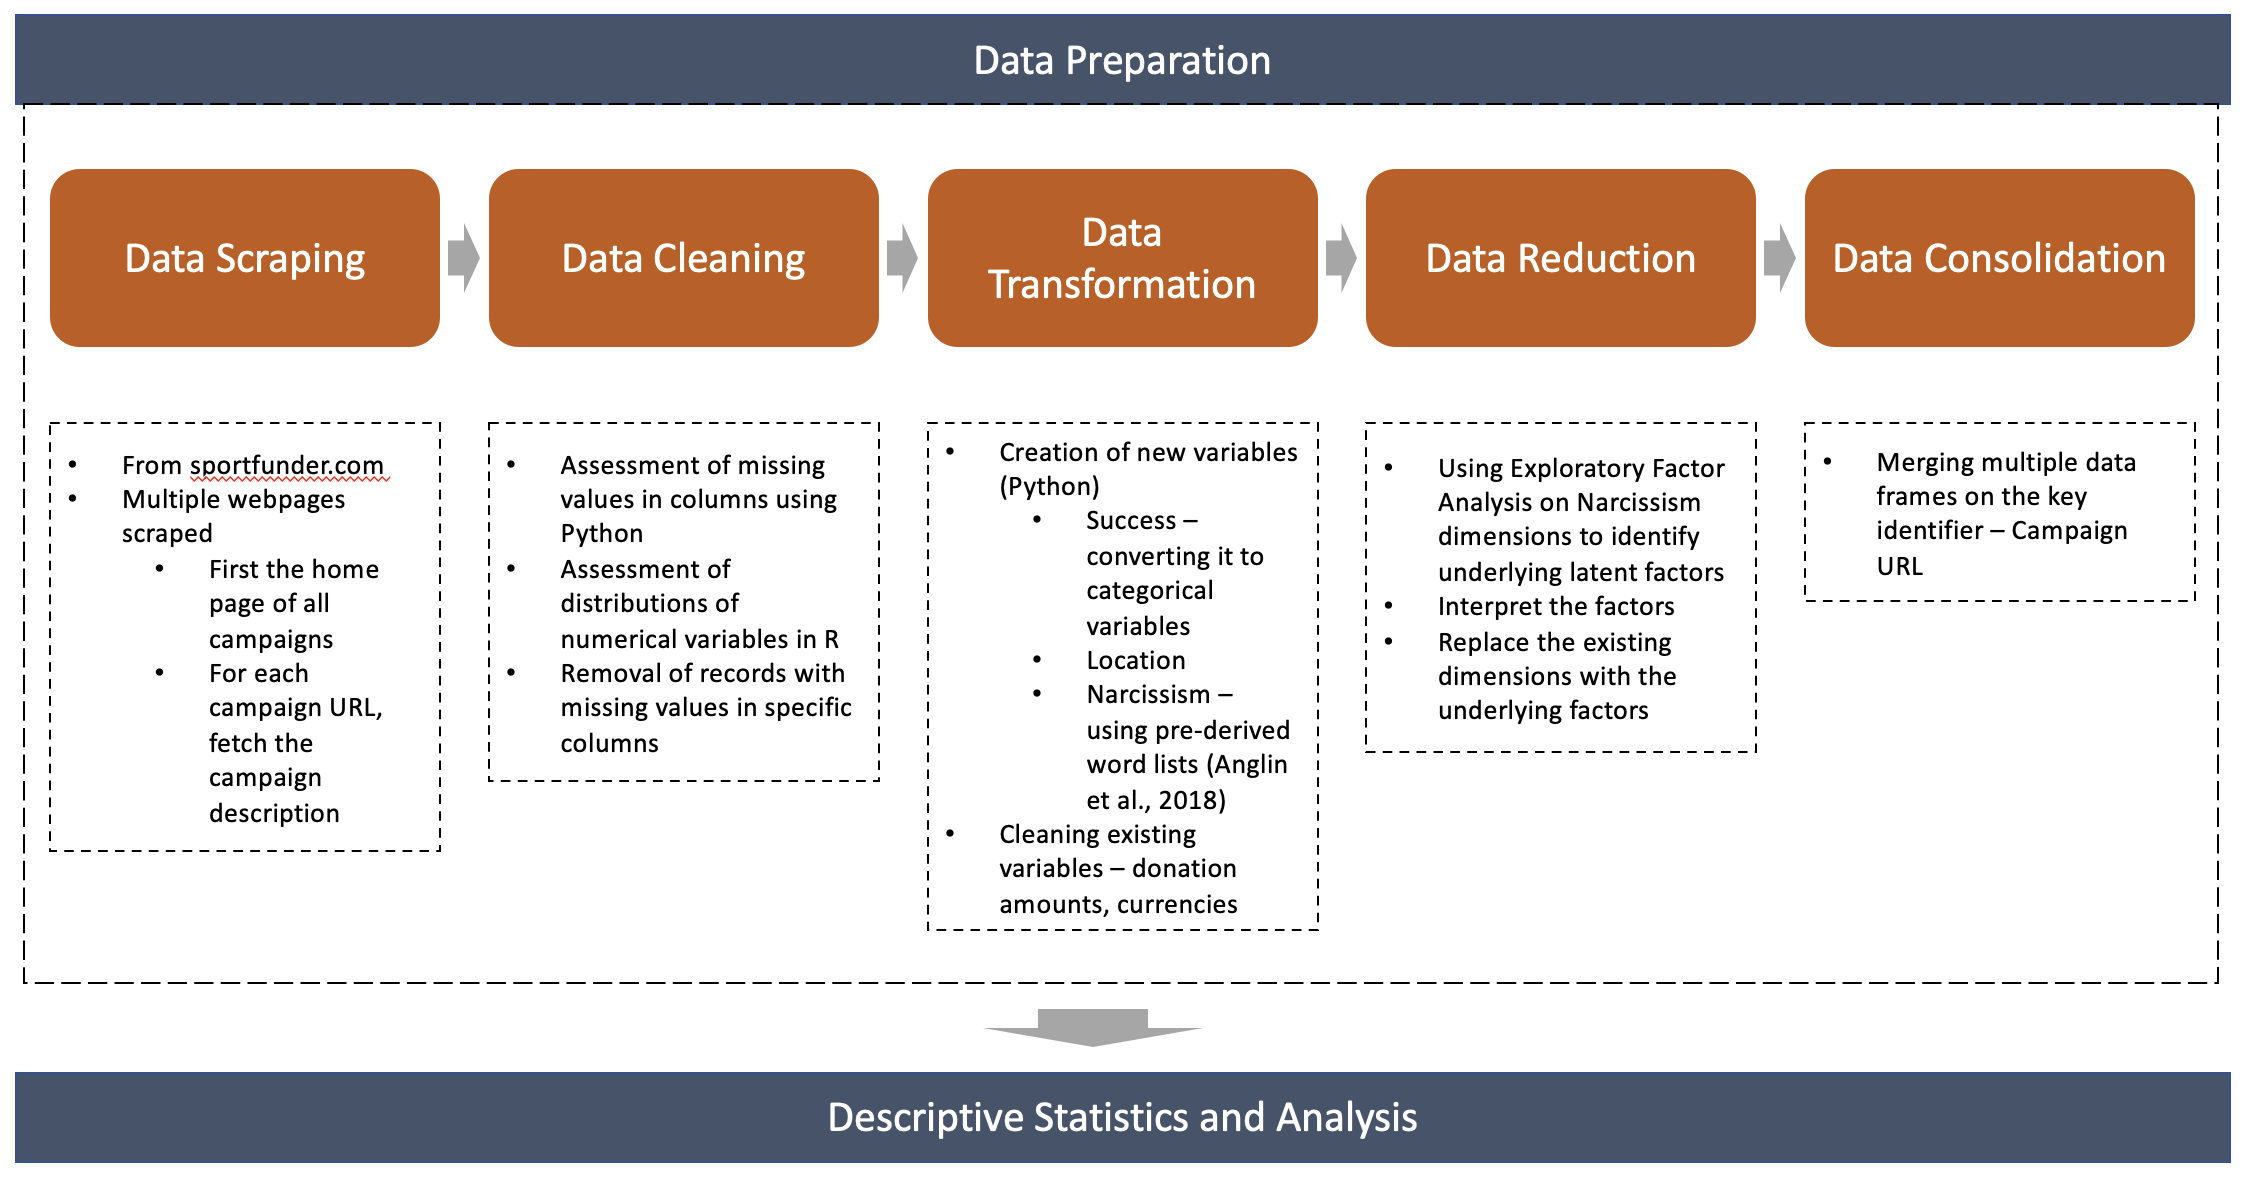 Data Preparation
Data Scraping
Data Cleaning
Data
Transformation
Data Reduction
Data Consolidation
• From sportfunder.com
• Multiple webpages
scraped
• First the home
page of all
campaigns
• For each
campaign URL,
fetch the
campaign
description
• Assessment of missing
values in columns using
Python
• Assessment of
distributions of
numerical variables in R
• Removal of records with
missing values in specific
columns
• Creation of new variables
(Python)
• Success –
converting it to
categorical
variables
• Location
• Narcissism –
using pre-derived
word lists (Anglin
et al., 2018)
• Cleaning existing
variables – donation
amounts, currencies
• Using Exploratory Factor
Analysis on Narcissism
dimensions to identify
underlying latent factors
• Interpret the factors
• Replace the existing
dimensions with the
underlying factors
• Merging multiple data
frames on the key
identifier – Campaign
URL
Descriptive Statistics and Analysis